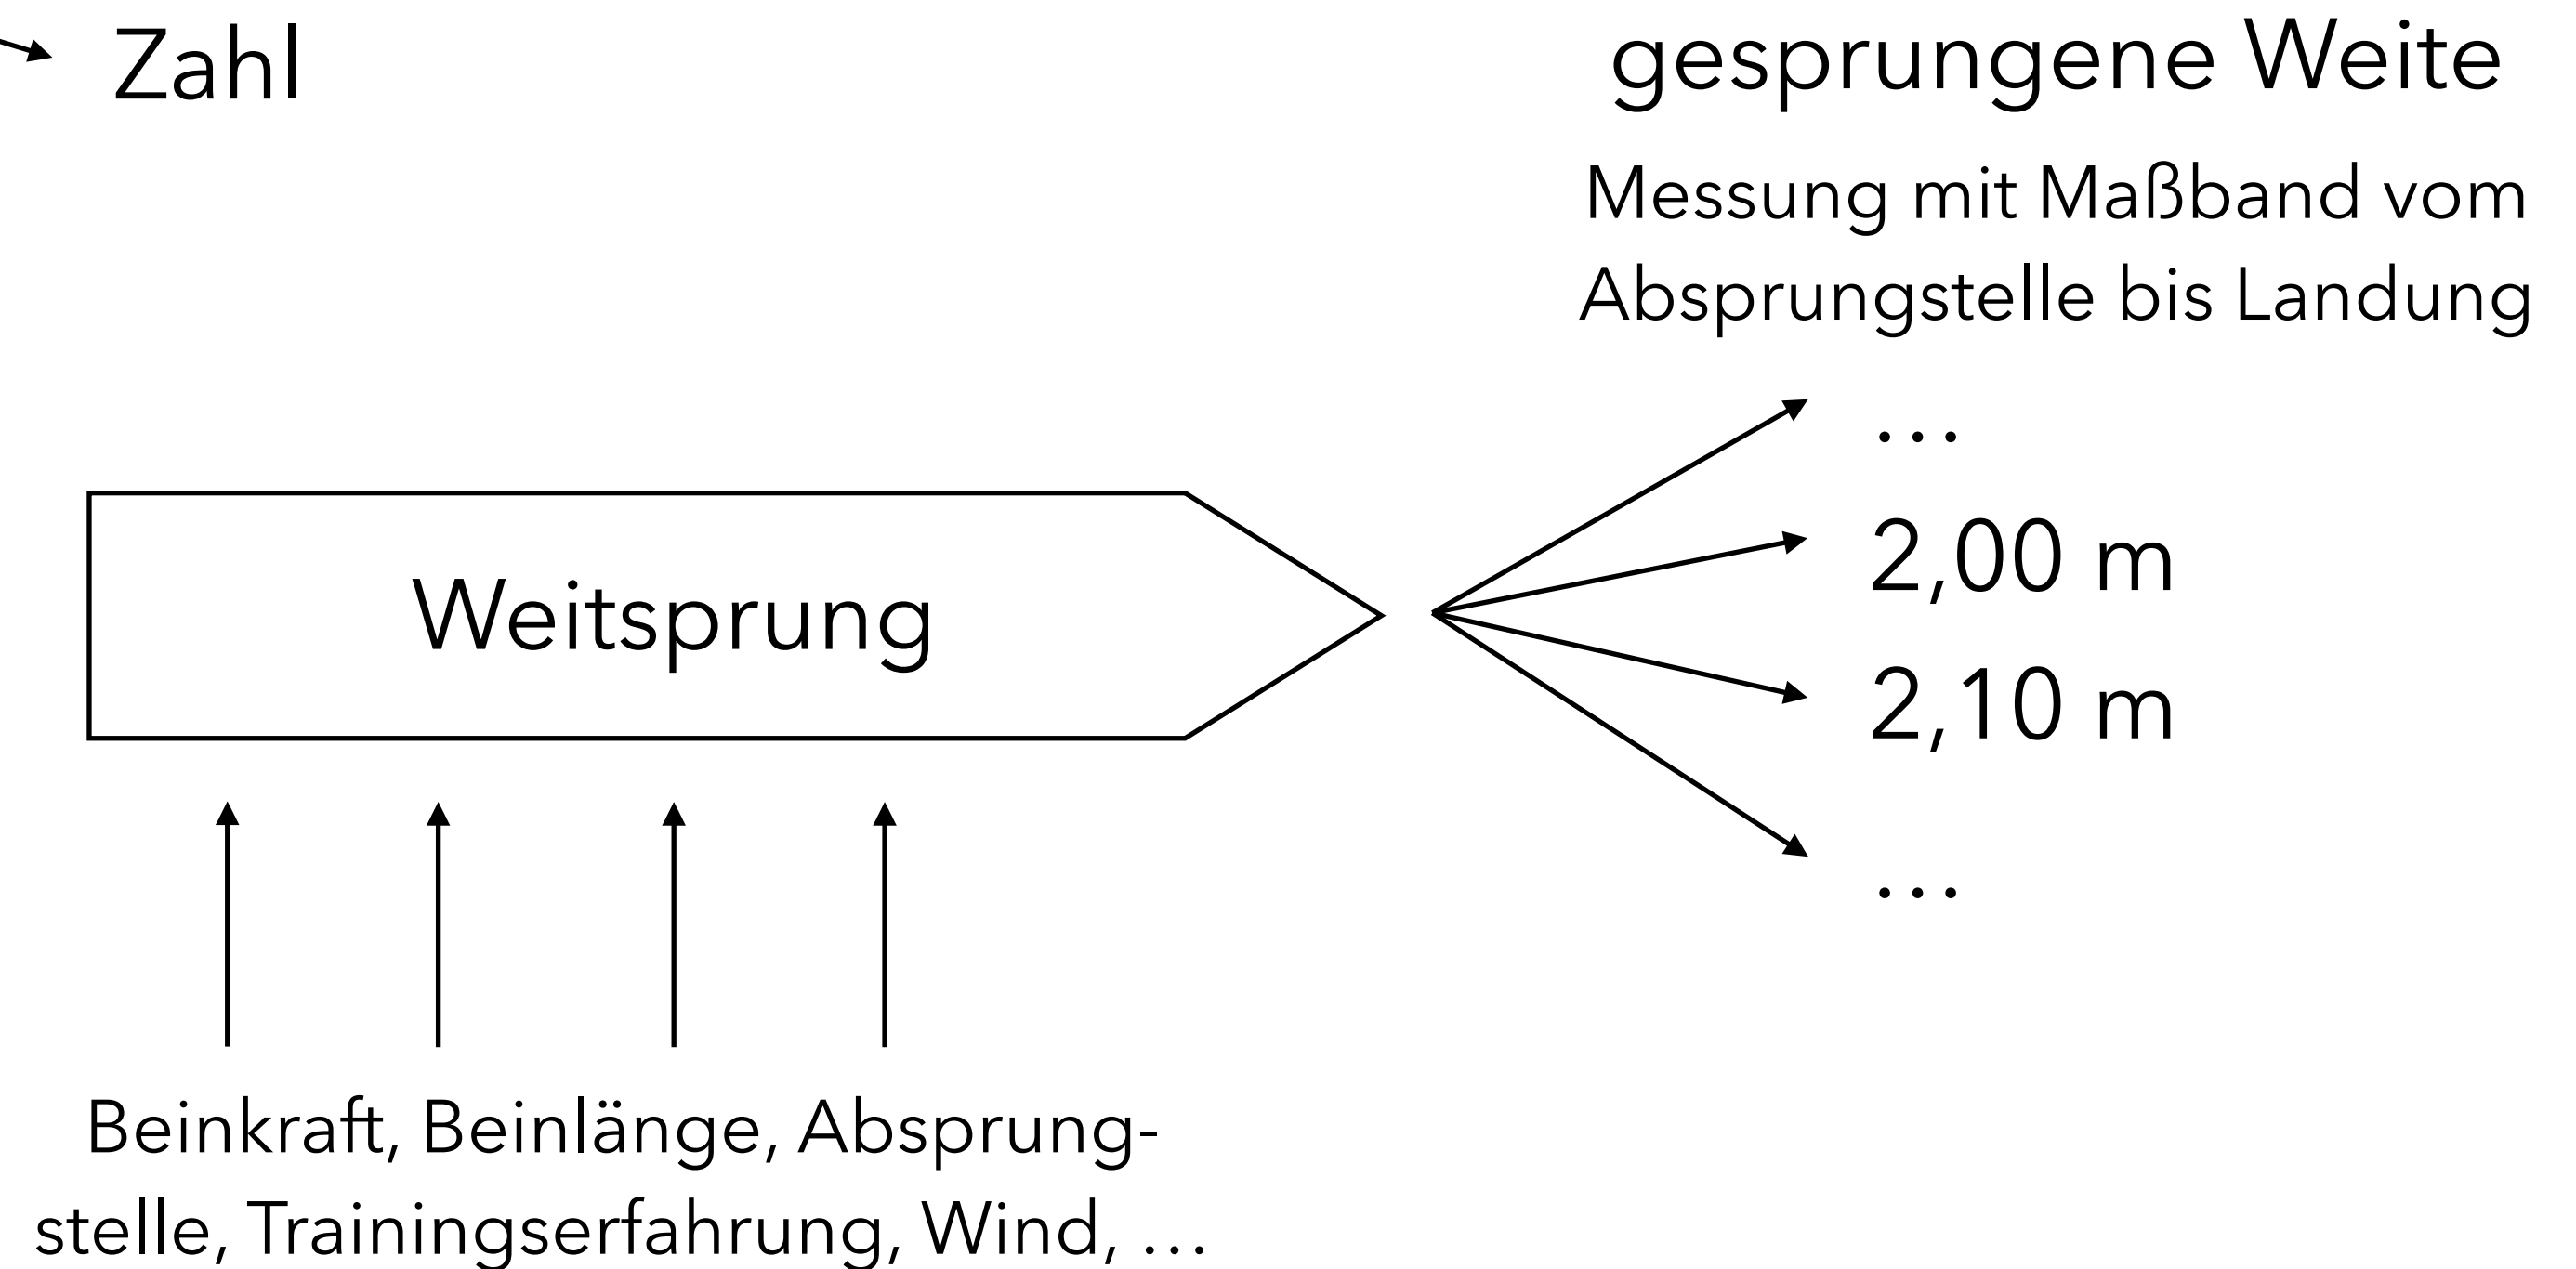 Zahl
gesprungene Weite
Messung mit Maßband vom
Absprungstelle bis Landung
…
2,00 m
Weitsprung
2,10 m
…
Beinkraft, Beinlänge, Absprung-
stelle, Trainingserfahrung, Wind, …